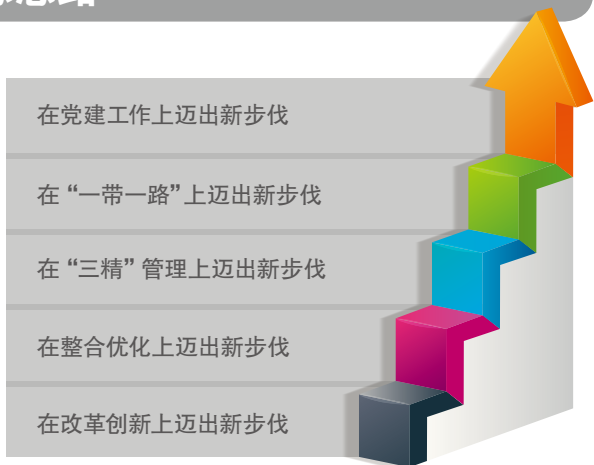 在党建工作上迈出新步伐
在“一带一路”上迈出新步伐
在“三精”管理上迈出新步伐
在整合优化上迈出新步伐
在改革创新上迈出新步伐